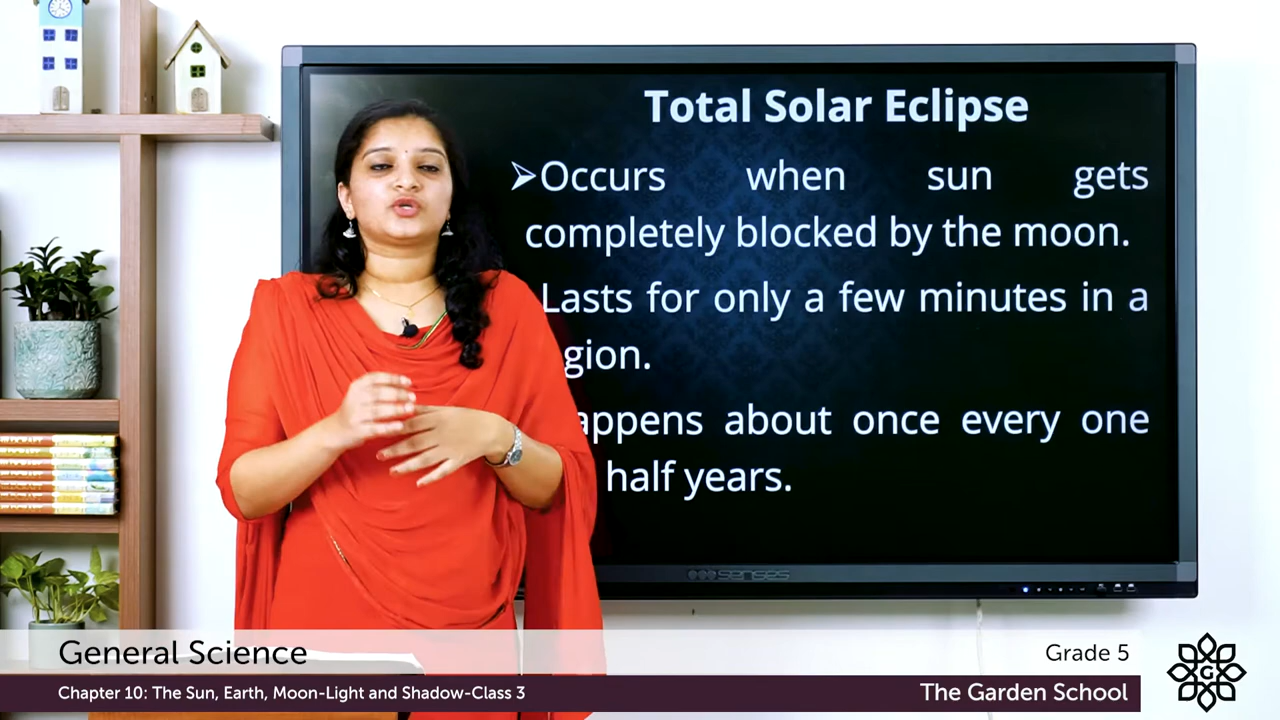 Total Solar Eclipse
➢Occurs when sun gets
completely blocked by the moon.
Lasts for only a few minutes in a
gion.
appens about once every one
half years.
senses
General Science
Grade 5
Chapter 10: The Sun, Earth, Moon-Light and Shadow-Class 3
The Garden School
G